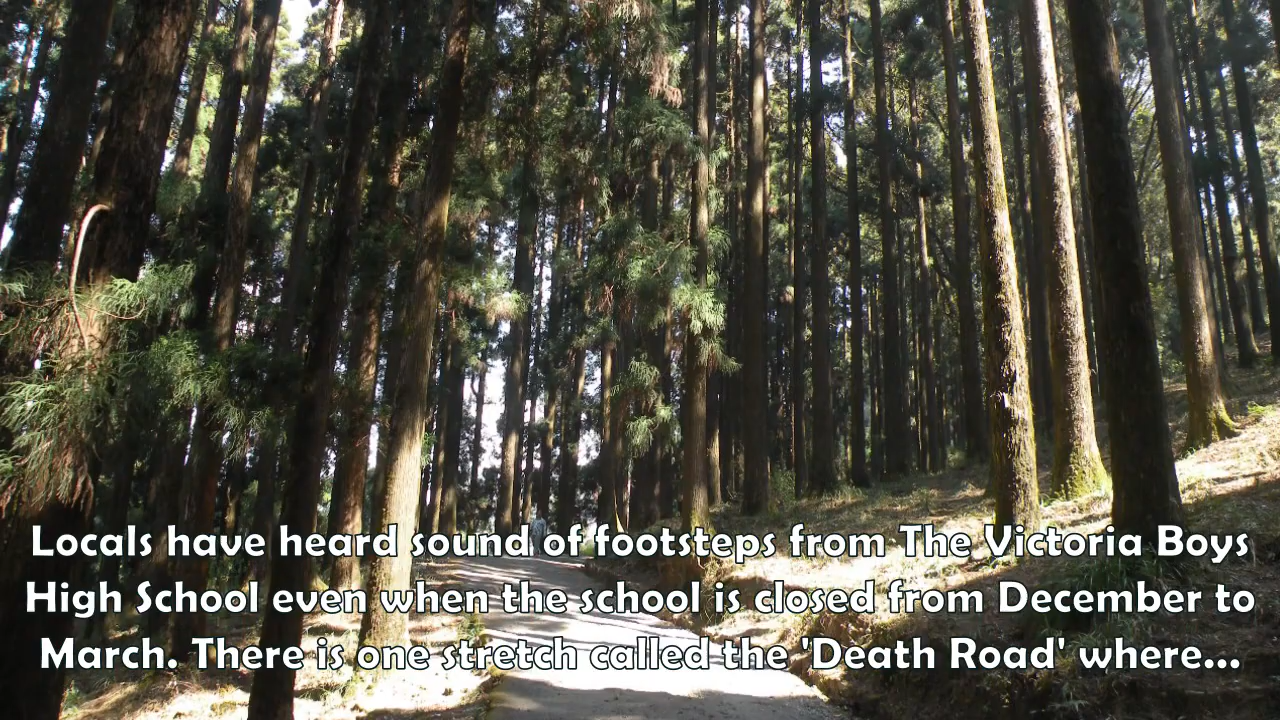 Locals have heard sound of footsteps from The Victoria Boys
High School even when the school is closed from December to
March. There is one stretch called the 'Death Road' where...